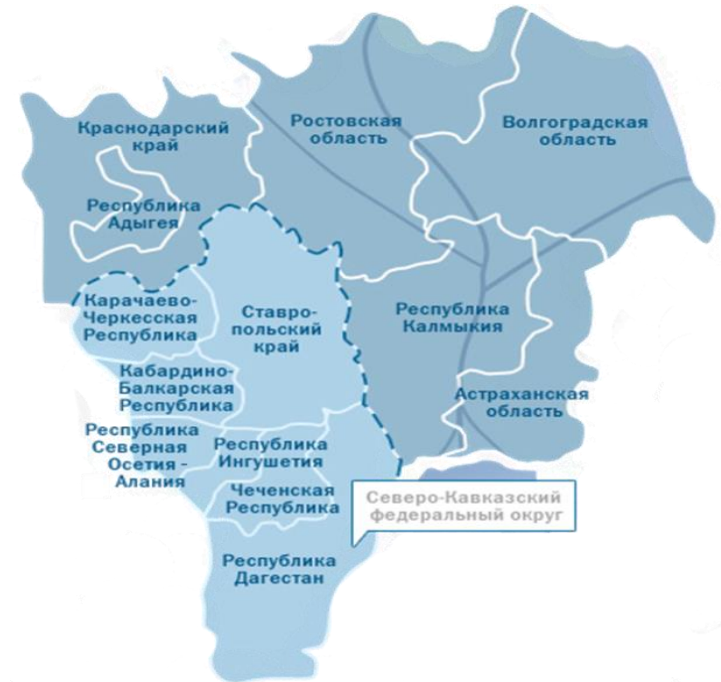 Краснодарский
край
Ростовская
область
Волгоградская
область
Республика
Адыгея
Карачаево-
Черкесская
Республика
Ставро-
польский
край
Республика
Калмыкия
Кабардино-
Балкарская
Республика
Астраханская
область
Республика
Северная
Осетия -
Алания
Республика
Ингушетия
Чеченская
Республика
Северо-Кавказский
федеральный округ
Республика
Дагестан